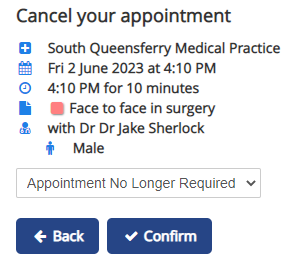 Cancel your appointment
South Queensferry Medical Practice
Fri 2 June 2023 at 4:10 PM
4:10 PM for 10 minutes
Face to face in surgery
with Dr Dr Jake Sherlock
Male
Appointment No Longer Required
Back
Confirm